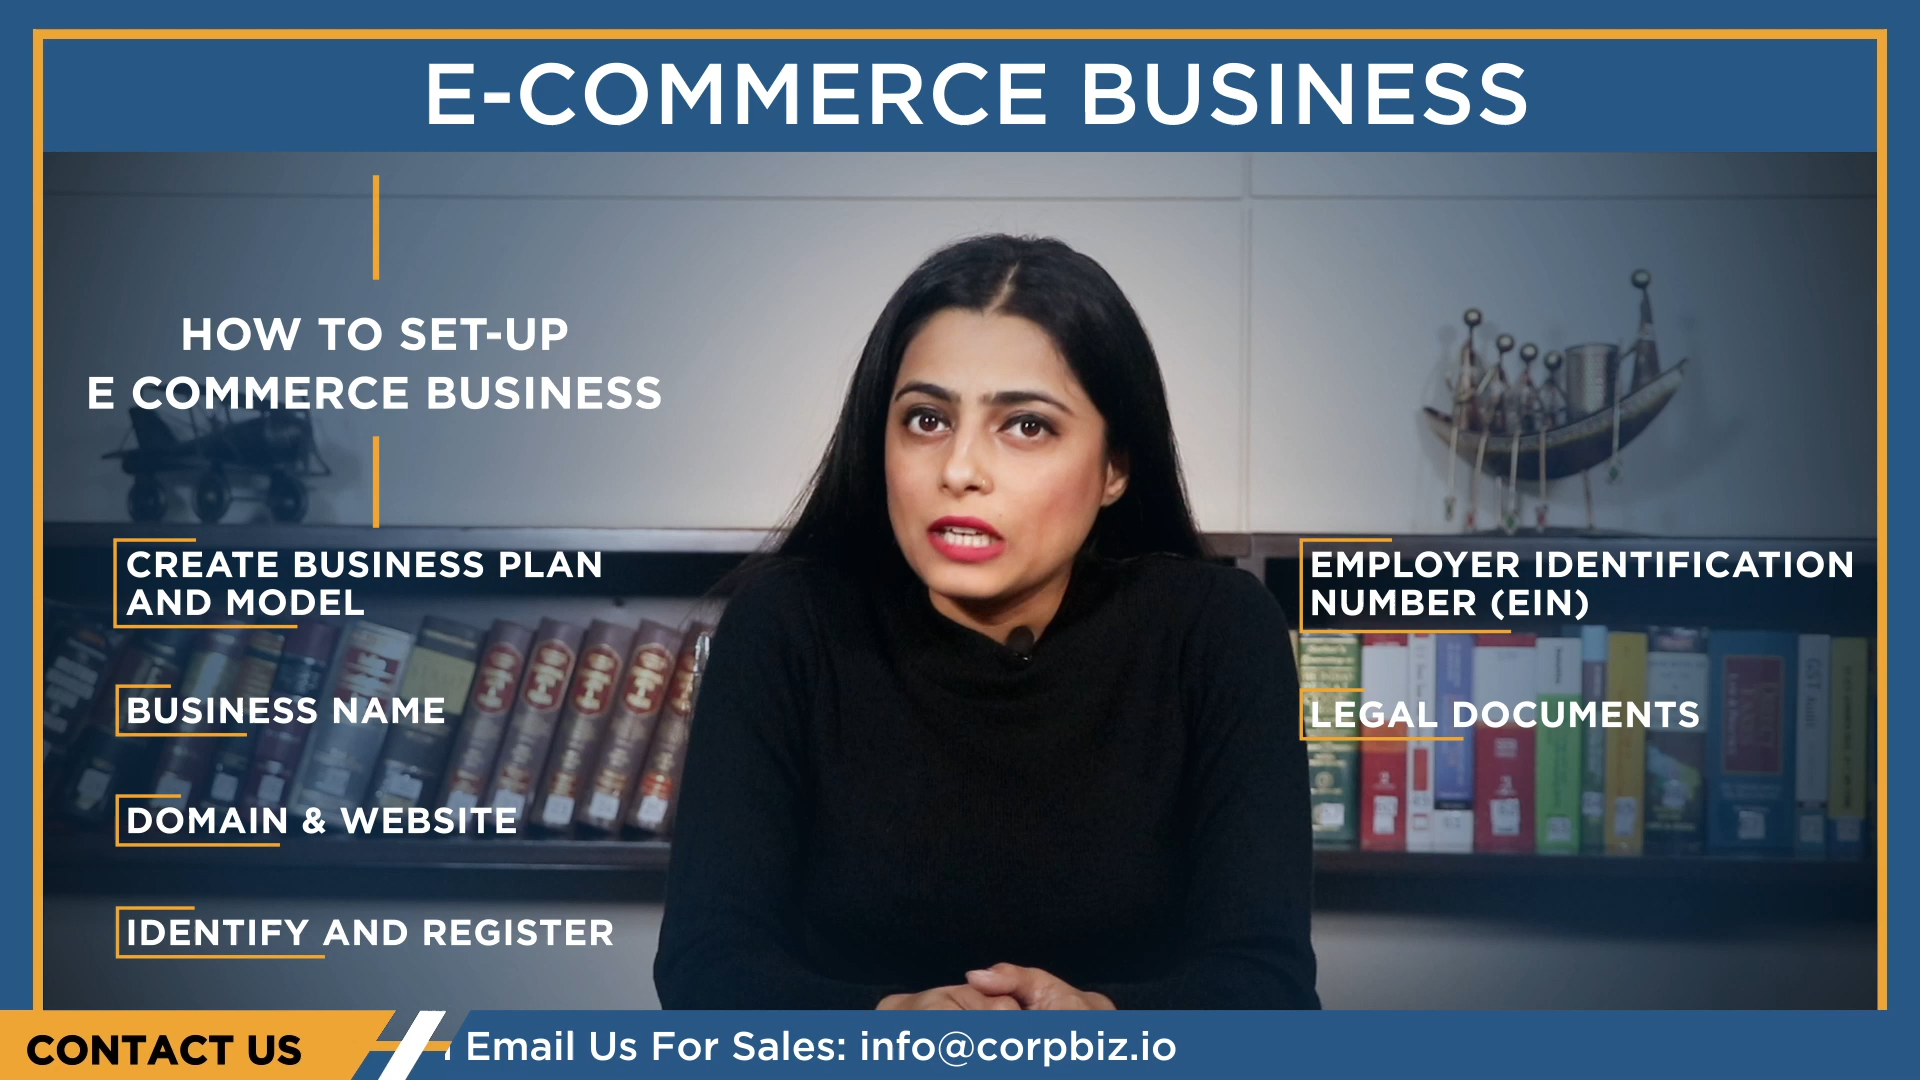 E-COMMERCE BUSINESS
HOW TO SET-UP
E COMMERCE BUSINESS
CREATE BUSINESS PLAN
AND MODEL
BUSINESS NAME
DOMAIN & WEBSITE
IDENTIFY AND REGISTER
EMPLOYER IDENTIFICATION
NUMBER (EIN)
LEGAL DOCUMENTS
CONTACT US
Email Us For Sales: info@corpbiz.io